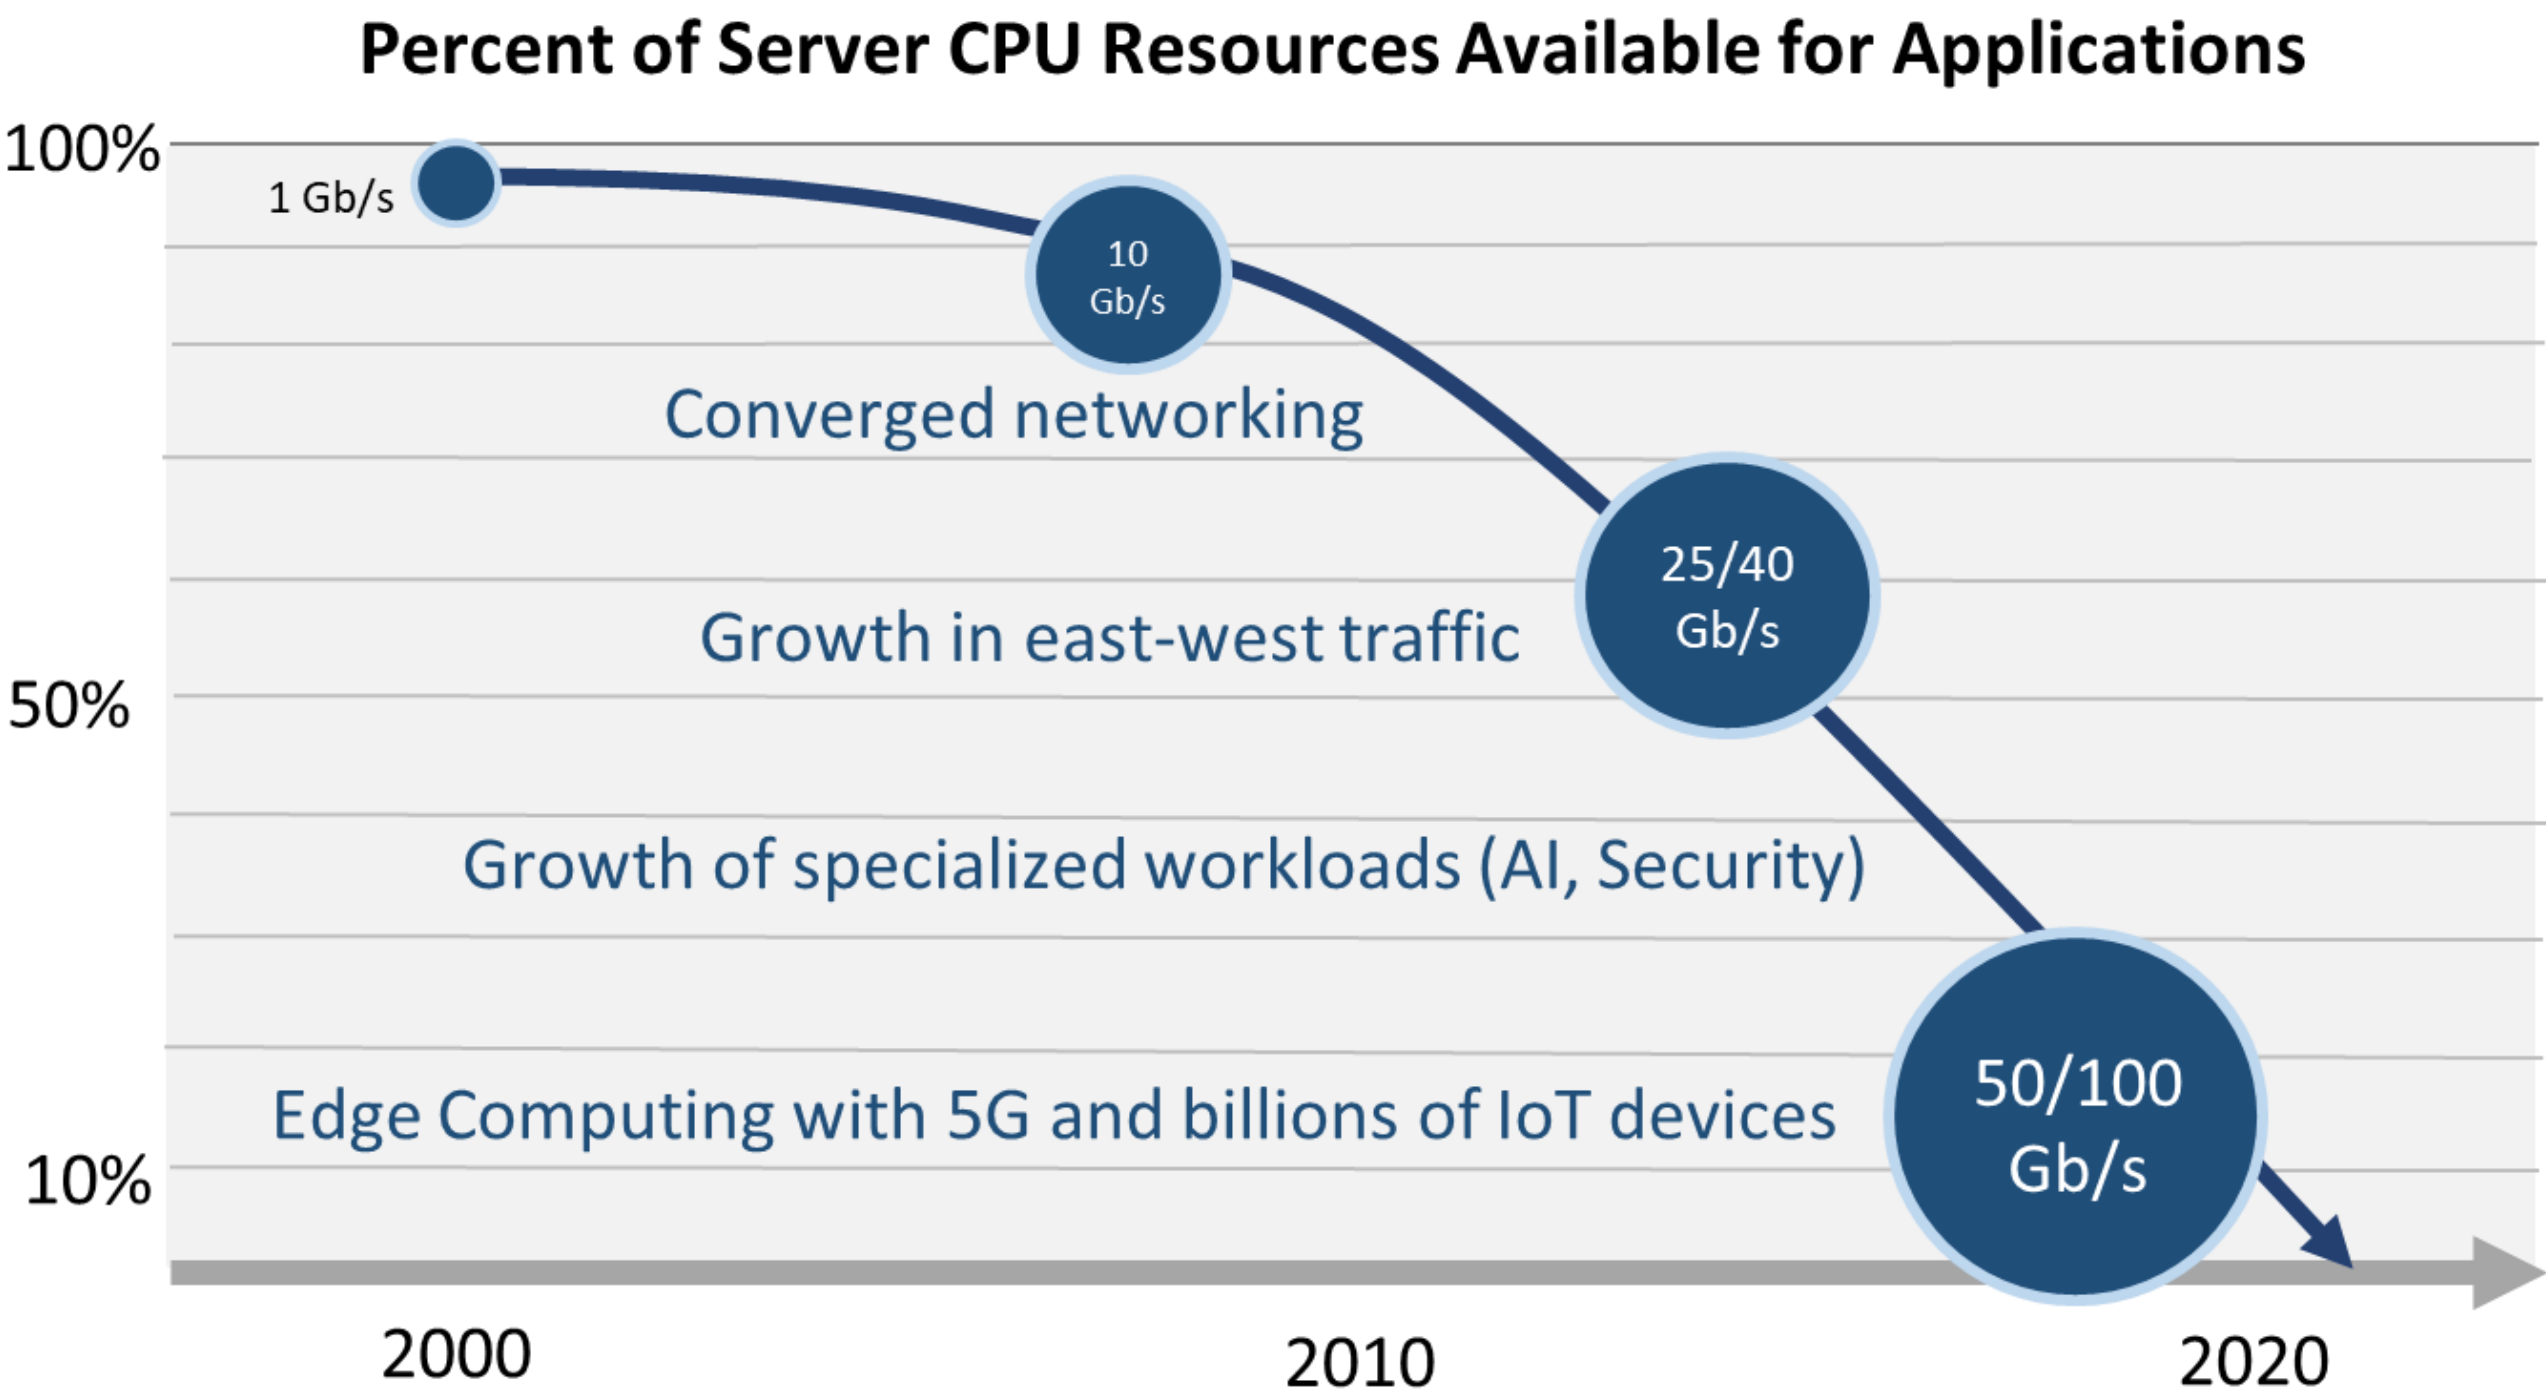 Percent of Server CPU Resources Available for Applications
100%
1 Gb/s
10
Gb/s
Converged networking
25/40
Gb/s
Growth in east-west traffic
50%
Growth of specialized workloads (AI, Security)
50/100
Gb/s
Edge Computing with 5G and billions of IoT devices
10%
2000
2010
2020